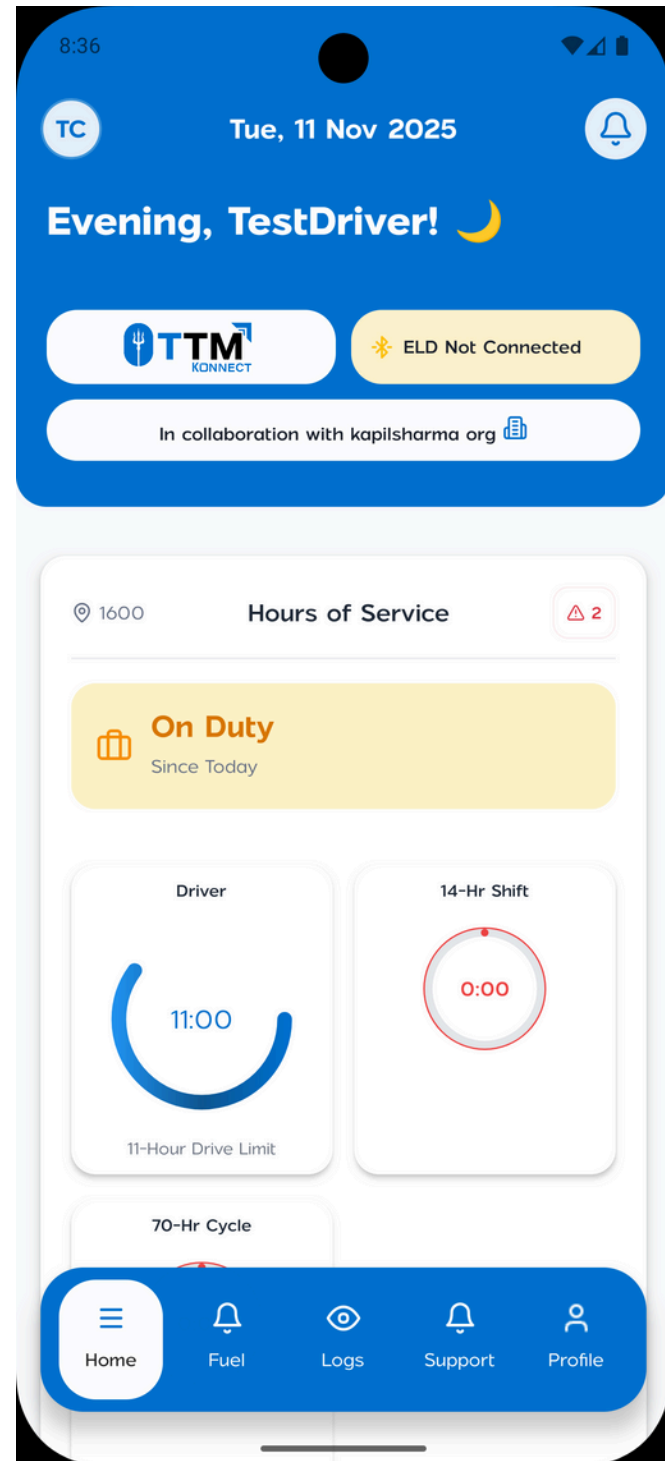 8:36
TC
Tue, 11 Nov 2025
Evening, TestDriver! 🌙
TTM
KONNECT
ELD Not Connected
In collaboration with kapilsharma org
1600
Hours of Service
2
On Duty
Since Today
Driver
14-Hr Shift
11:00
0:00
11-Hour Drive Limit
70-Hr Cycle
Home
Fuel
Logs
Support
Profile